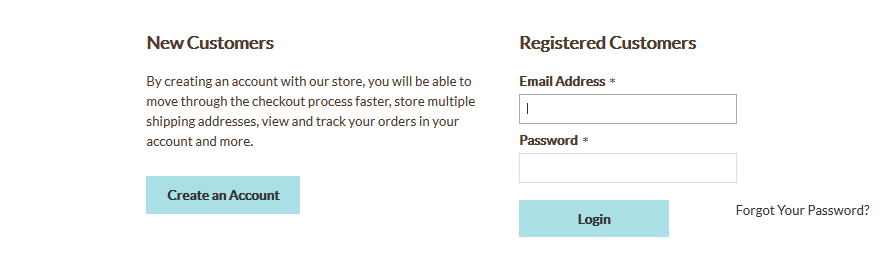 New Customers
By creating an account with our store, you will be able to
move through the checkout process faster, store multiple
shipping addresses, view and track your orders in your
account and more.
Create an Account
Registered Customers
Email Address *
Password *
Login
Forgot Your Password?